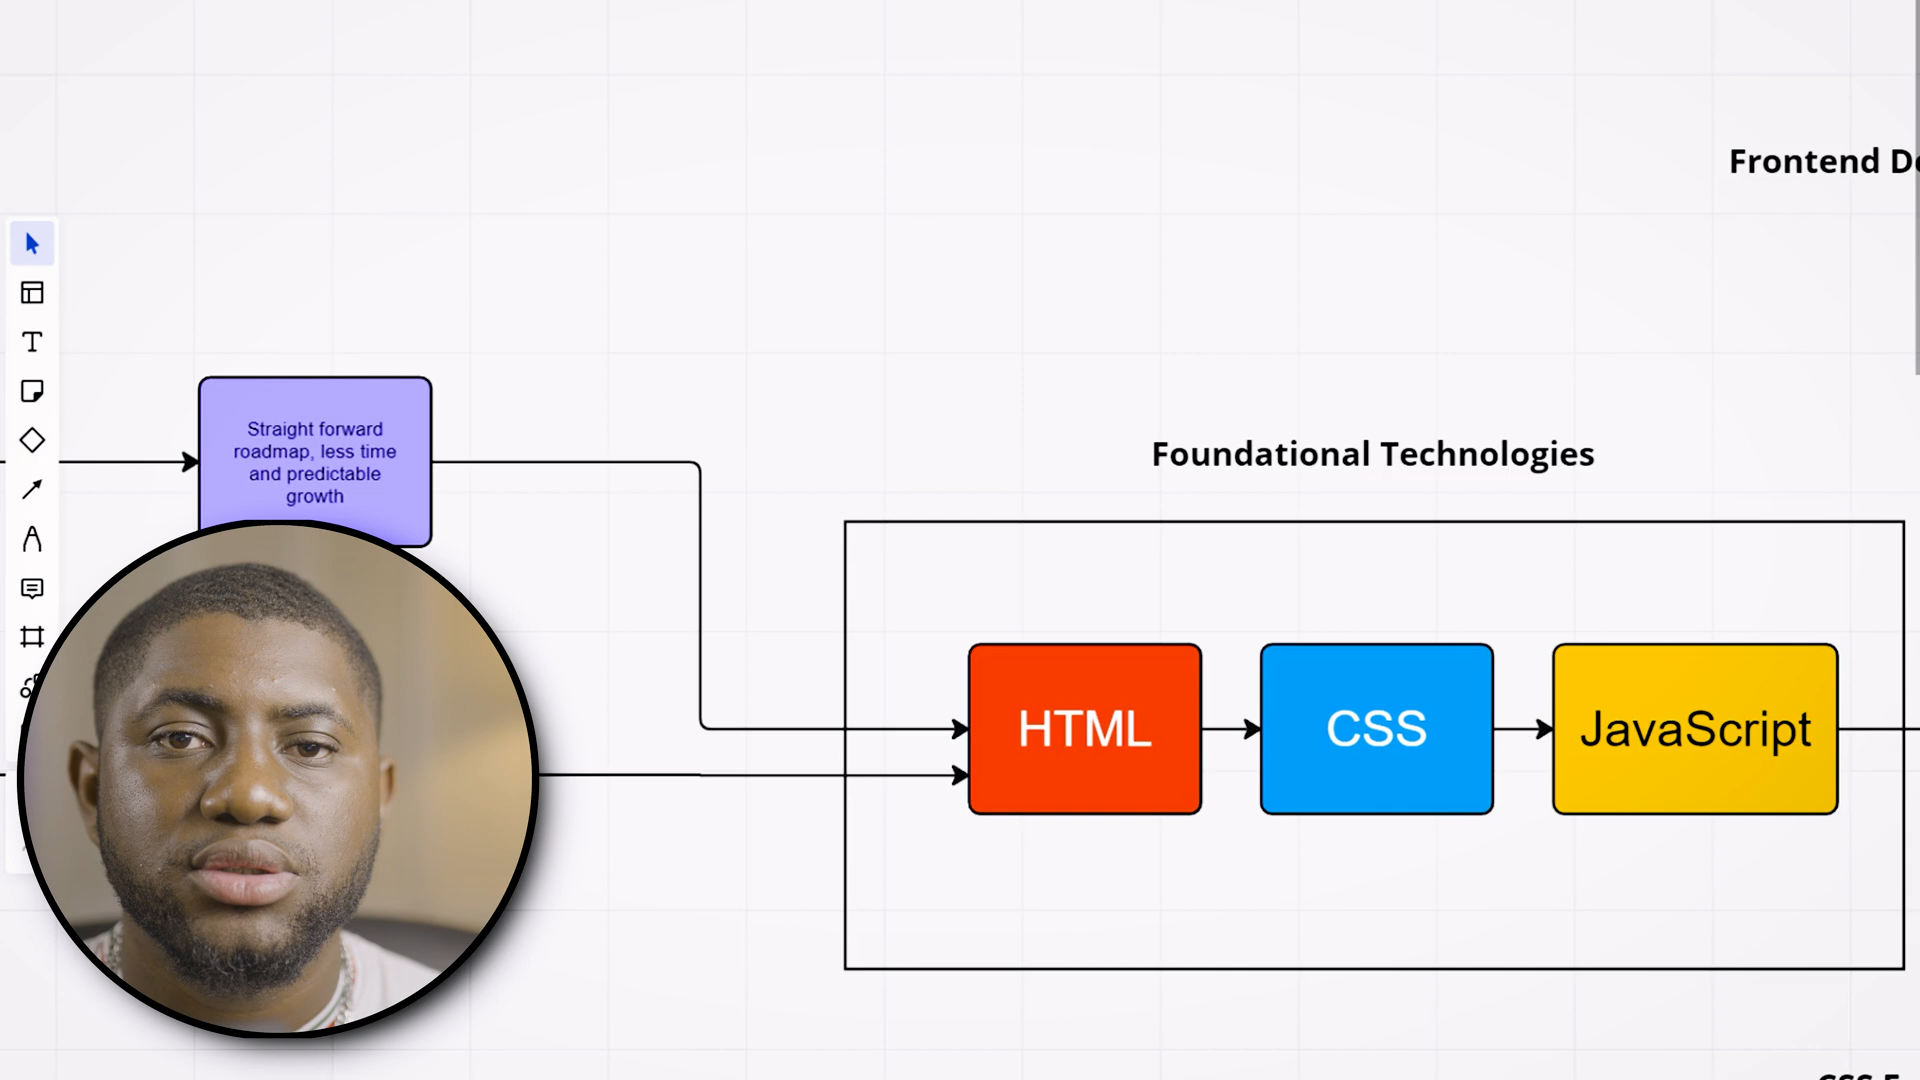 Frontend
Straight forward
roadmap, less time
and predictable
growth
Foundational Technologies
HTML
CSS
JavaScript